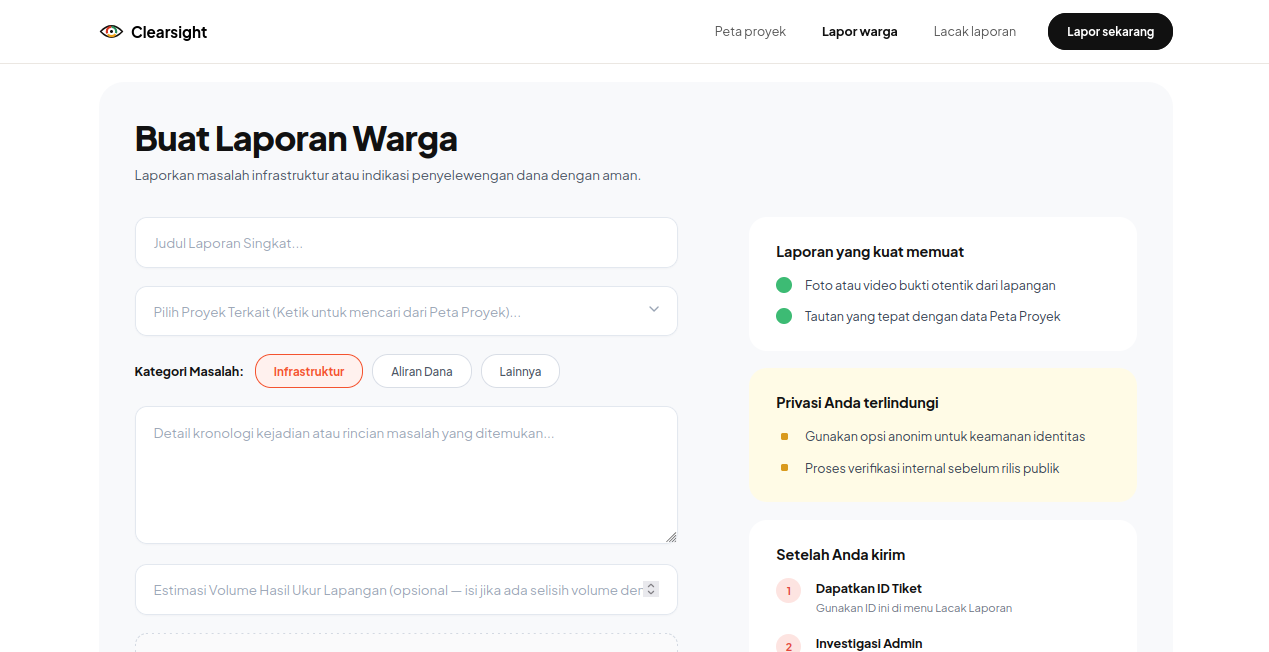 Clearsight
Peta proyek
Lapor warga
Lacak laporan
Lapor sekarang
Buat Laporan Warga
Laporkan masalah infrastruktur atau indikasi penyelewengan dana dengan aman.
Judul Laporan Singkat...
Pilih Proyek Terkait (Ketik untuk mencari dari Peta Proyek)...
Kategori Masalah:
Infrastruktur
Aliran Dana
Lainnya
Detail kronologi kejadian atau rincian masalah yang ditemukan...
Estimasi Volume Hasil Ukur Lapangan (opsional — isi jika ada selisih volume
Laporan yang kuat memuat
Foto atau video bukti otentik dari lapangan
Tautan yang tepat dengan data Peta Proyek
Privasi Anda terlindungi
Gunakan opsi anonim untuk keamanan identitas
Proses verifikasi internal sebelum rilis publik
Setelah Anda kirim
1
Dapatkan ID Tiket
Gunakan ID ini di menu Lacak Laporan
2
Investigasi Admin